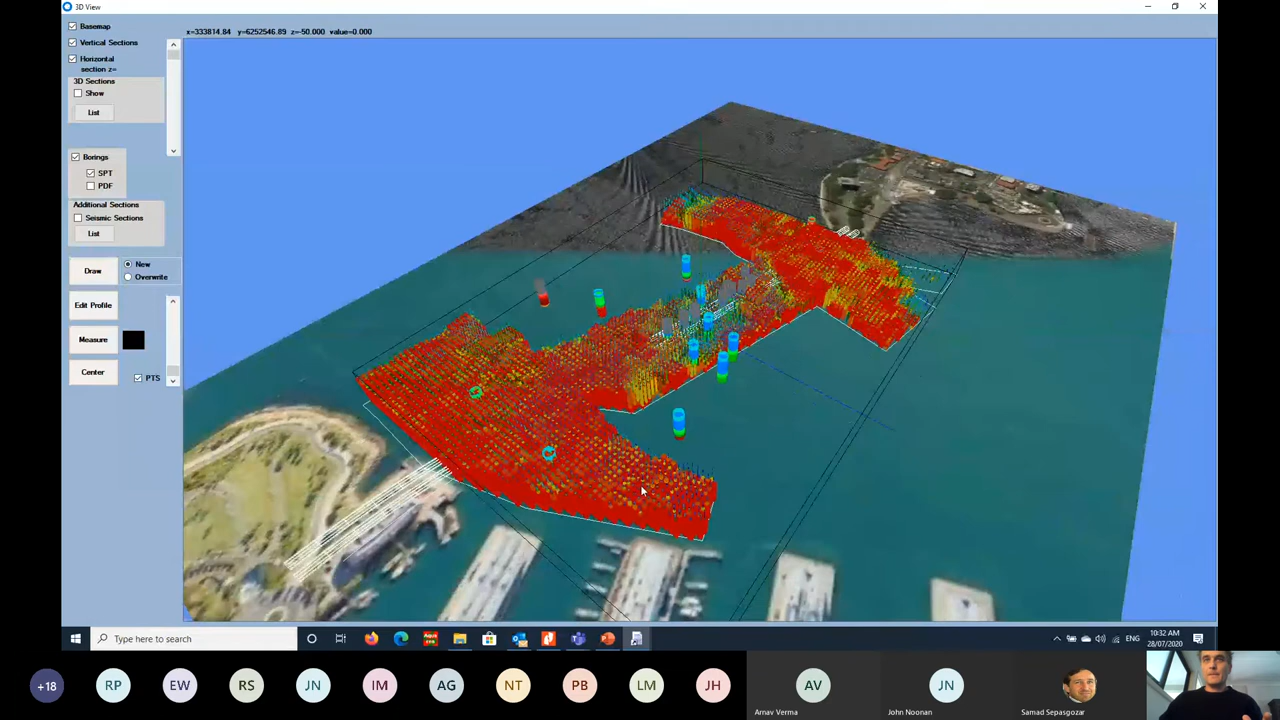 3D View
Basemap
x=333814.84 y=6252546.89 z=-50.000 value=0.000
Vertical Sections
Horizontal
section z=
3D Sections
Show
List
Borings
SPT
PDF
Additional Sections
Seismic Sections
List
Draw
New
Overwrite
Edit Profile
Measure
Center
PTS
Type here to search
ENG
10:32 AM
28/07/2020
+18
RP
EW
RS
JN
IM
AG
NT
PB
LM
JH
AV
JN
Arnav Verma
John Noonan
Samad Sepasgozar